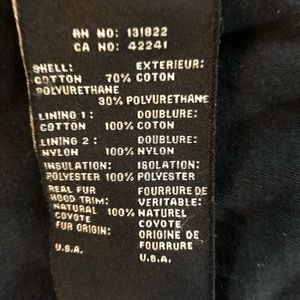 RN NO: 131822
CA NO: 42241
SHELL: EXTERIEUR:
COTTON 70% COTON
POLYURETHANE
30% POLYURETHANE
LINING 1 : DOUBLURE:
COTTON 100% COTON
LINING 2 : DOUBLURE:
NYLON 100% NYLON
INSULATION: ISOLATION:
POLYESTER 100% POLYESTER
REAL FUR FOURRURE DE
HOOD TRIM: VERITABLE:
NATURAL 100% NATUREL
COYOTE COYOTE
FUR ORIGIN: ORIGIN DE
FOURRURE
U.S.A. U.S.A.